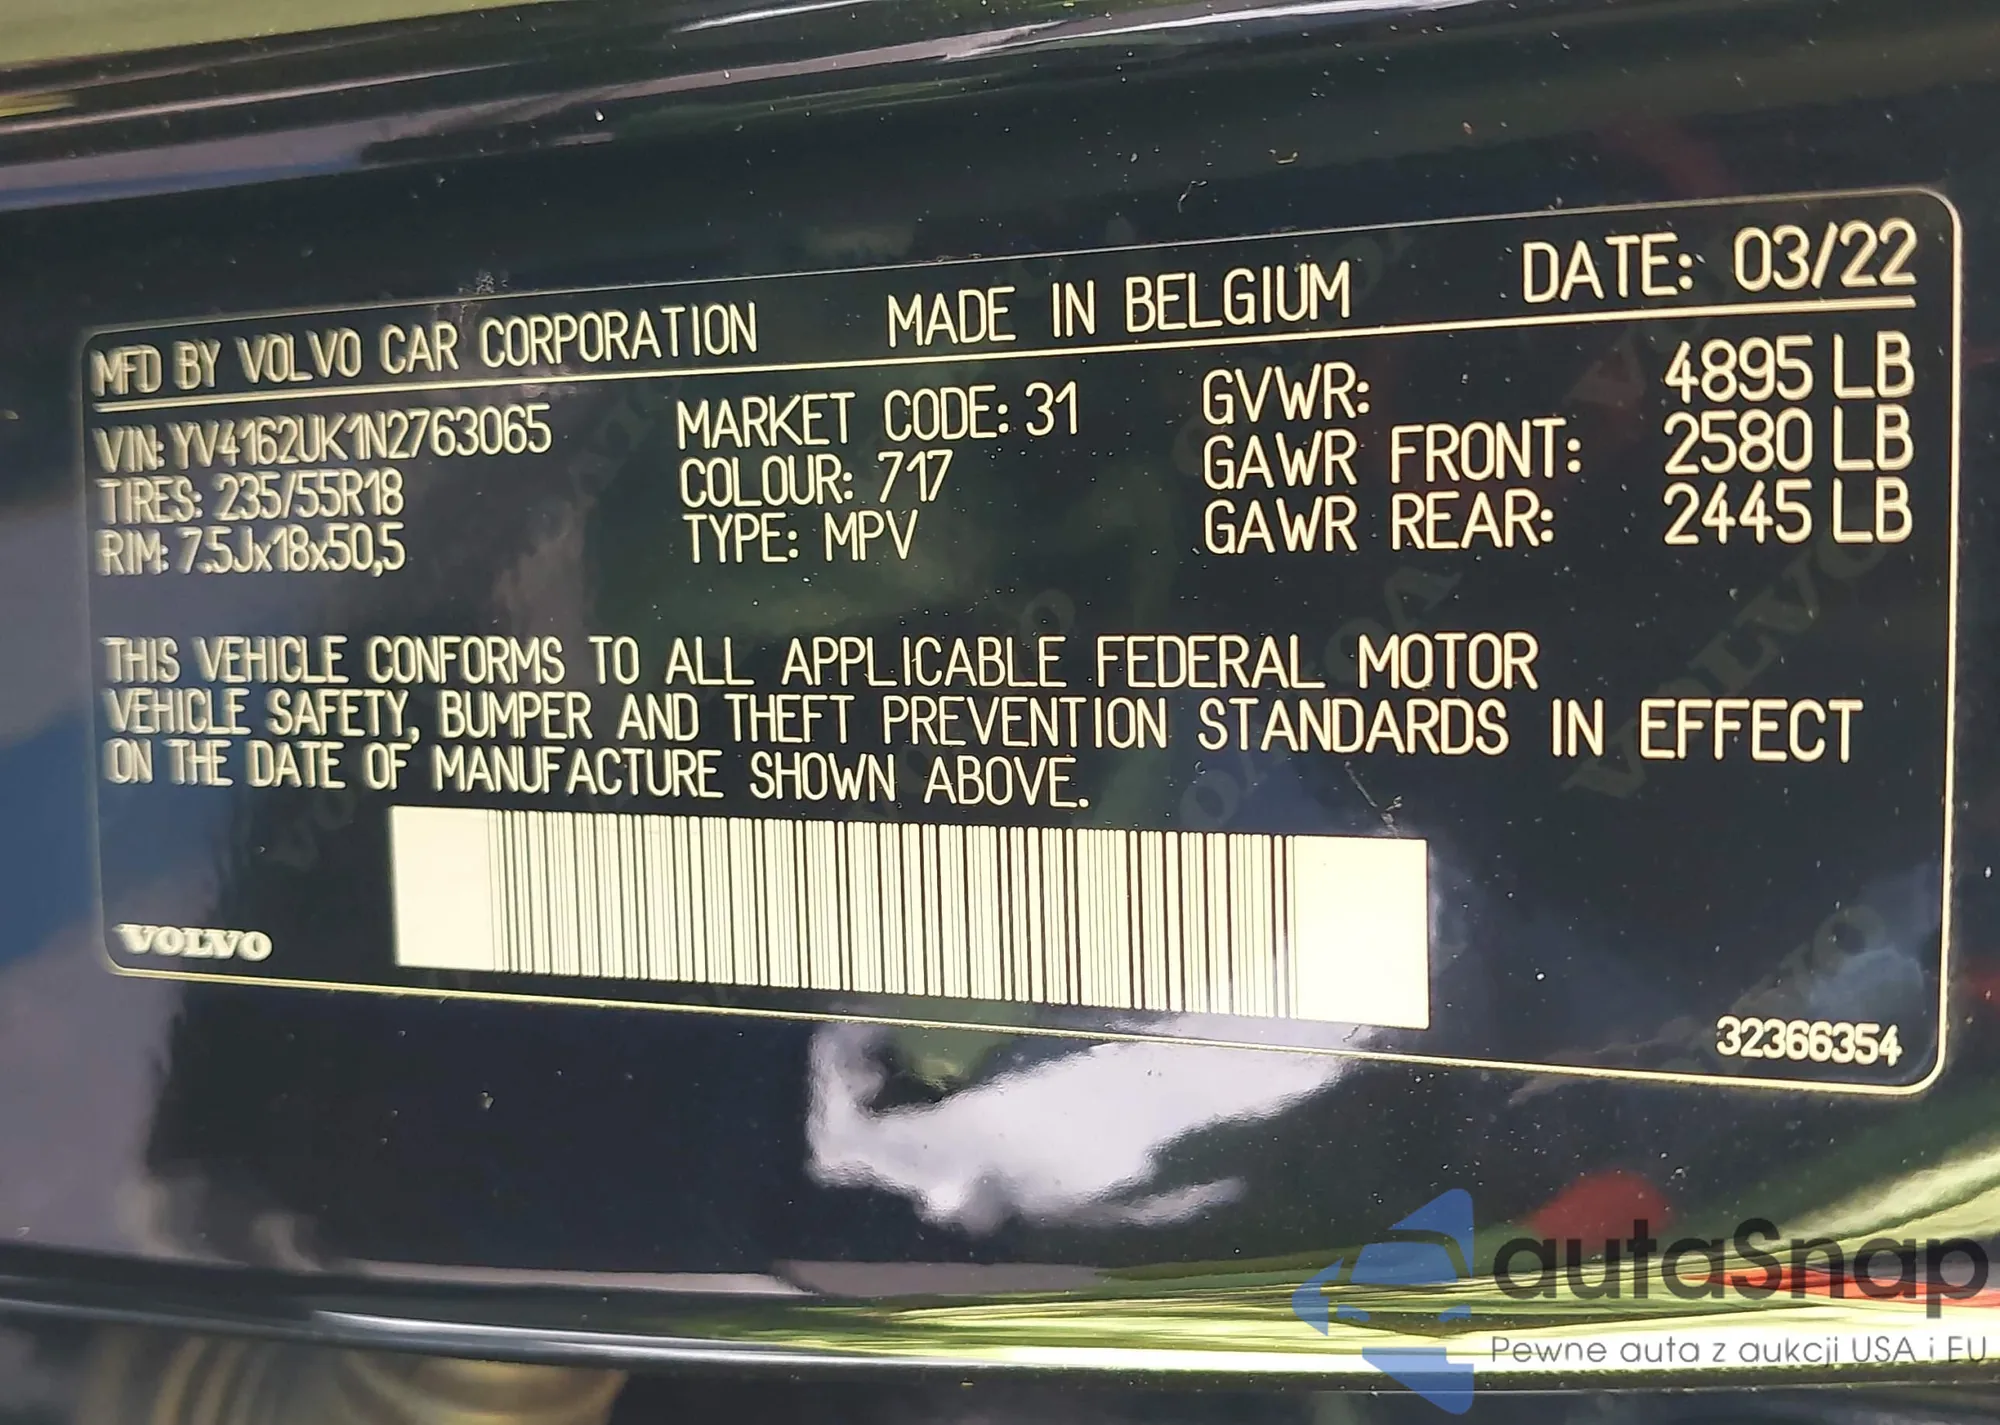 MFD BY VOLVO CAR CORPORATION MADE IN BELGIUM DATE: 03/22
VIN: YV4162UK1N2763065 MARKET CODE: 31 GVWR: 4895 LB
TIRES: 235/55R18 COLOUR: 717 GAWR FRONT: 2580 LB
RIM: 7.5Jx18x50,5 TYPE: MPV GAWR REAR: 2445 LB
THIS VEHICLE CONFORMS TO ALL APPLICABLE FEDERAL MOTOR
VEHICLE SAFETY, BUMPER AND THEFT PREVENTION STANDARDS IN EFFECT
ON THE DATE OF MANUFACTURE SHOWN ABOVE.
VOLVO
32366354
autaSnap
Pewne auta z aukcji USA i EU